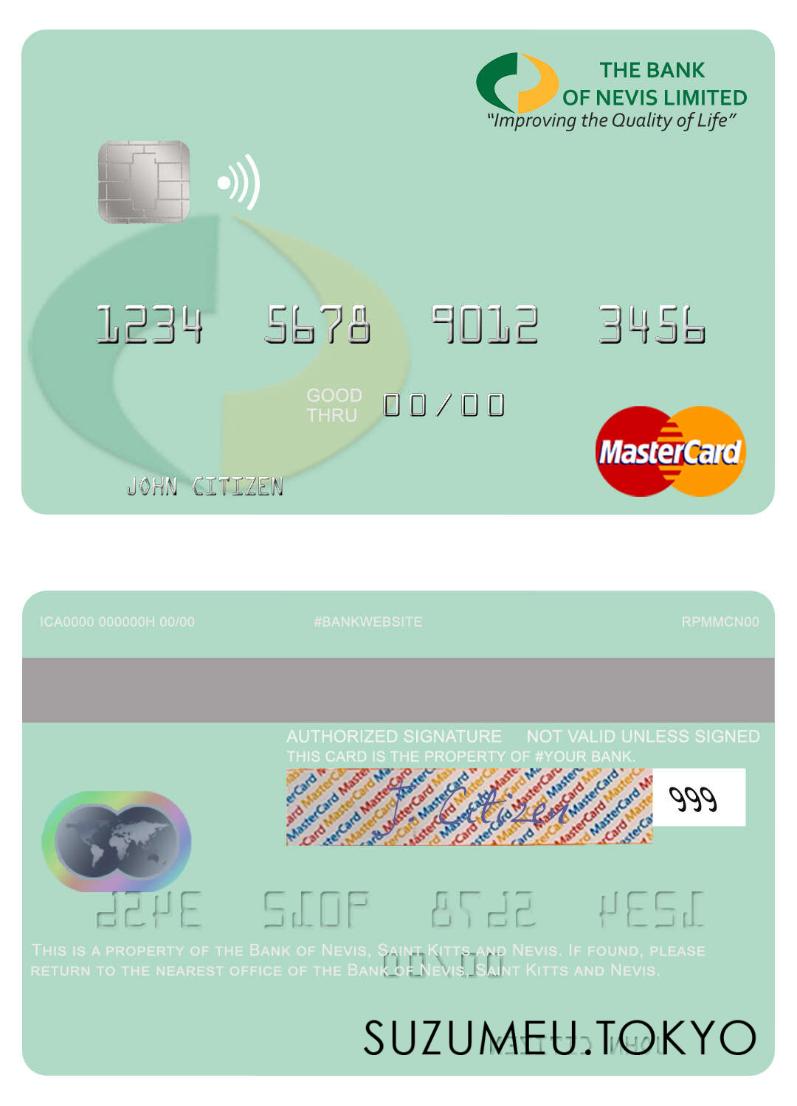 THE BANK
OF NEVIS LIMITED
"Improving the Quality of Life"
1234 5678 9012 3456
GOOD
THRU
00/00
MasterCard
JOHN CITIZEN
ICA0000 000000H 00/00 #BANKWEBSITE RPMMCN00
AUTHORIZED SIGNATURE NOT VALID UNLESS SIGNED
THIS CARD IS THE PROPERTY OF #YOUR BANK.
J. Citizen
999
THIS IS A PROPERTY OF THE BANK OF NEVIS, SAINT KITTS AND NEVIS. IF FOUND, PLEASE
RETURN TO THE NEAREST OFFICE OF THE BANK OF NEVIS, SAINT KITTS AND NEVIS.
SUZUMEU.TOKYO